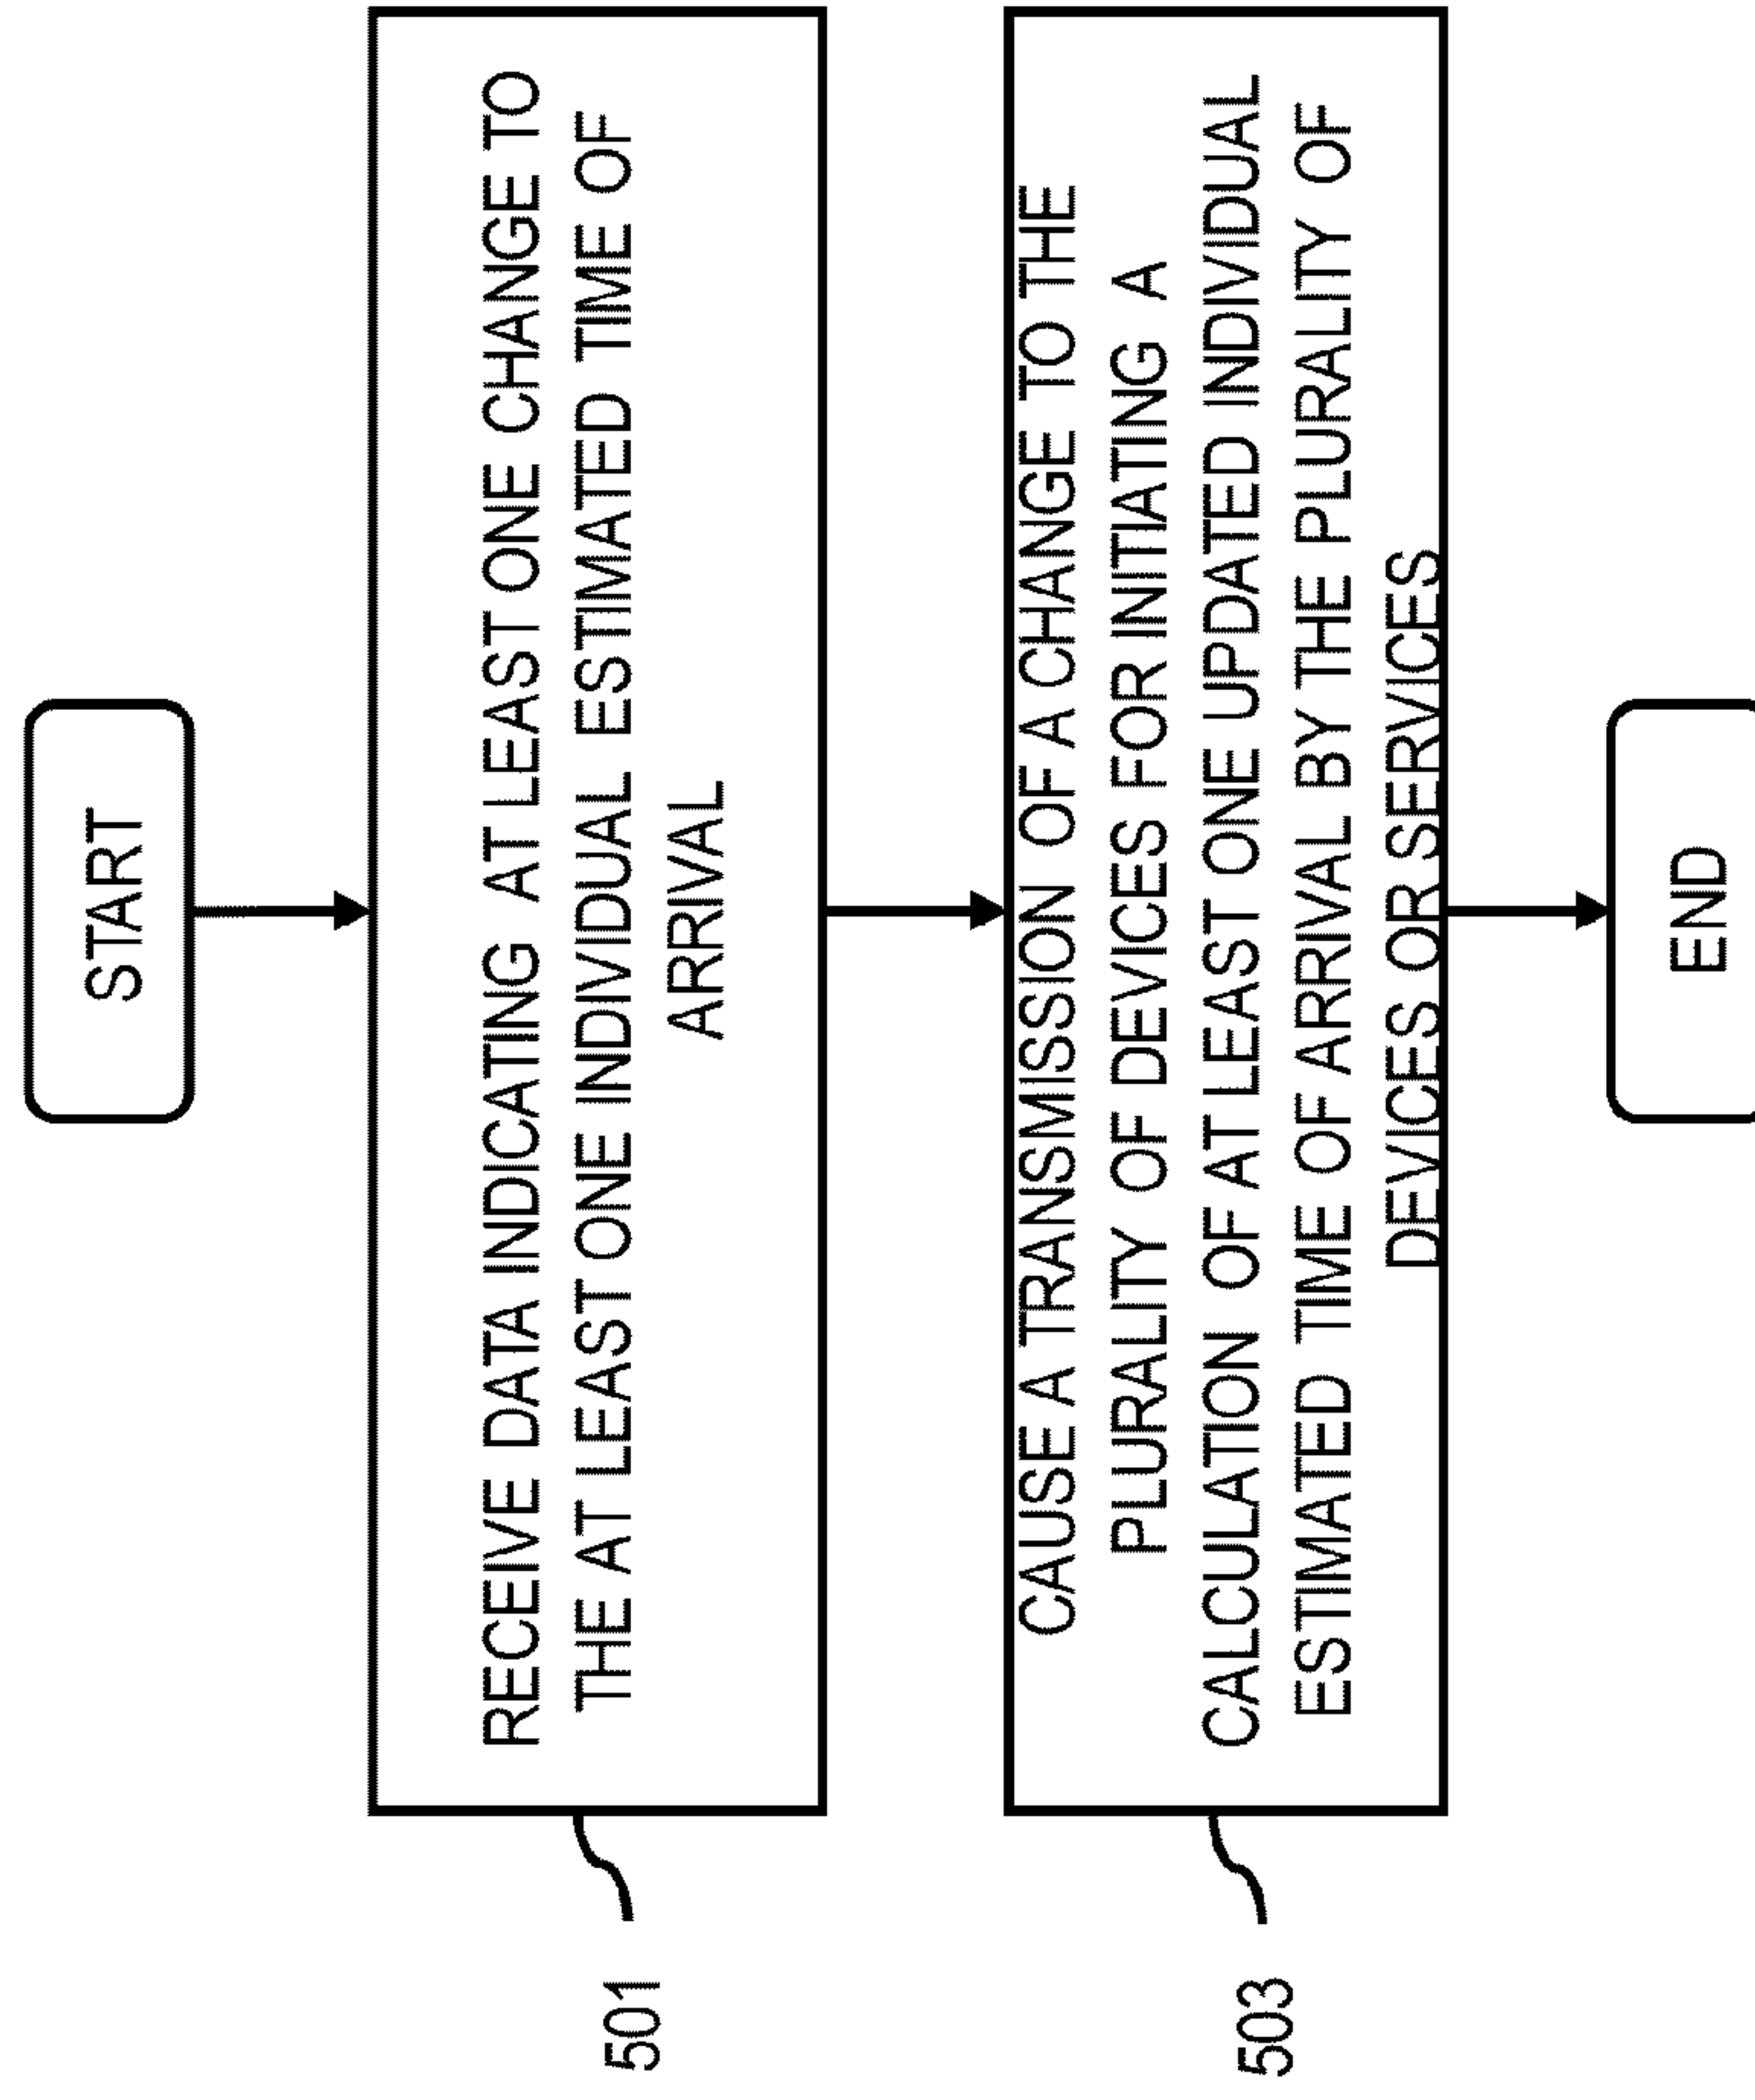 START
RECEIVE DATA INDICATING AT LEAST ONE CHANGE TO
THE AT LEAST ONE INDIVIDUAL ESTIMATED TIME OF
ARRIVAL
501
CAUSE A TRANSMISSION OF A CHANGE TO THE
PLURALITY OF DEVICES FOR INITIATING A
CALCULATION OF AT LEAST ONE UPDATED INDIVIDUAL
ESTIMATED TIME OF ARRIVAL BY THE PLURALITY OF
DEVICES OR SERVICES
503
END